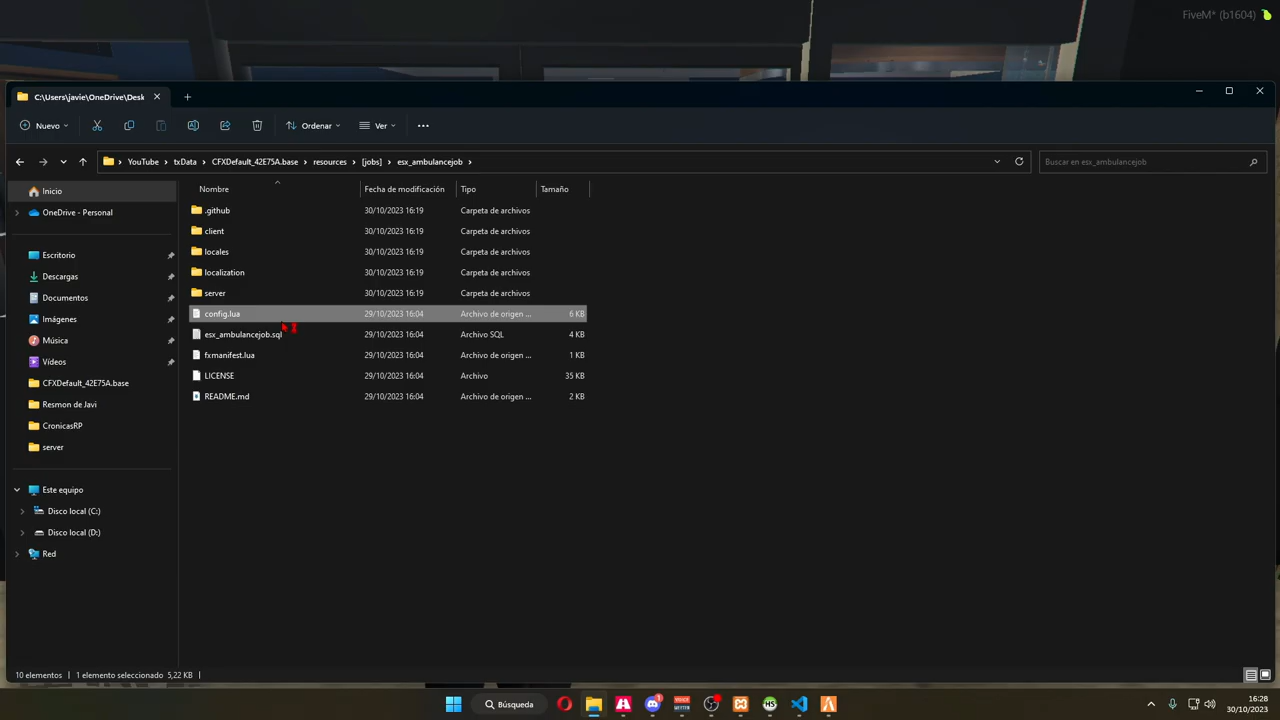 FiveM* (b1604)
C:\Users\javie\OneDrive\Desk
Nuevo
Ordenar
Ver
YouTube > txData > CFXDefault_42E75A.base > resources > [jobs] > esx_ambulancejob >
Buscar en esx_ambulancejob
Nombre Fecha de modificación Tipo Tamaño
Inicio
OneDrive - Personal
Escritorio
Descargas
Documentos
Imágenes
Música
Vídeos
CFXDefault_42E75A.base
Resmon de Javi
CronicasRP
server
Este equipo
Disco local (C:)
Disco local (D:)
Red
.github 30/10/2023 16:19 Carpeta de archivos
client 30/10/2023 16:19 Carpeta de archivos
locales 30/10/2023 16:19 Carpeta de archivos
localization 30/10/2023 16:19 Carpeta de archivos
server 30/10/2023 16:19 Carpeta de archivos
config.lua 29/10/2023 16:04 Archivo de origen ... 6 KB
esx_ambulancejob.sql 29/10/2023 16:04 Archivo SQL 4 KB
fxmanifest.lua 29/10/2023 16:04 Archivo de origen ... 1 KB
LICENSE 29/10/2023 16:04 Archivo 35 KB
README.md 29/10/2023 16:04 Archivo de origen ... 2 KB
10 elementos 1 elemento seleccionado 5,22 KB
Búsqueda
16:28
30/10/2023